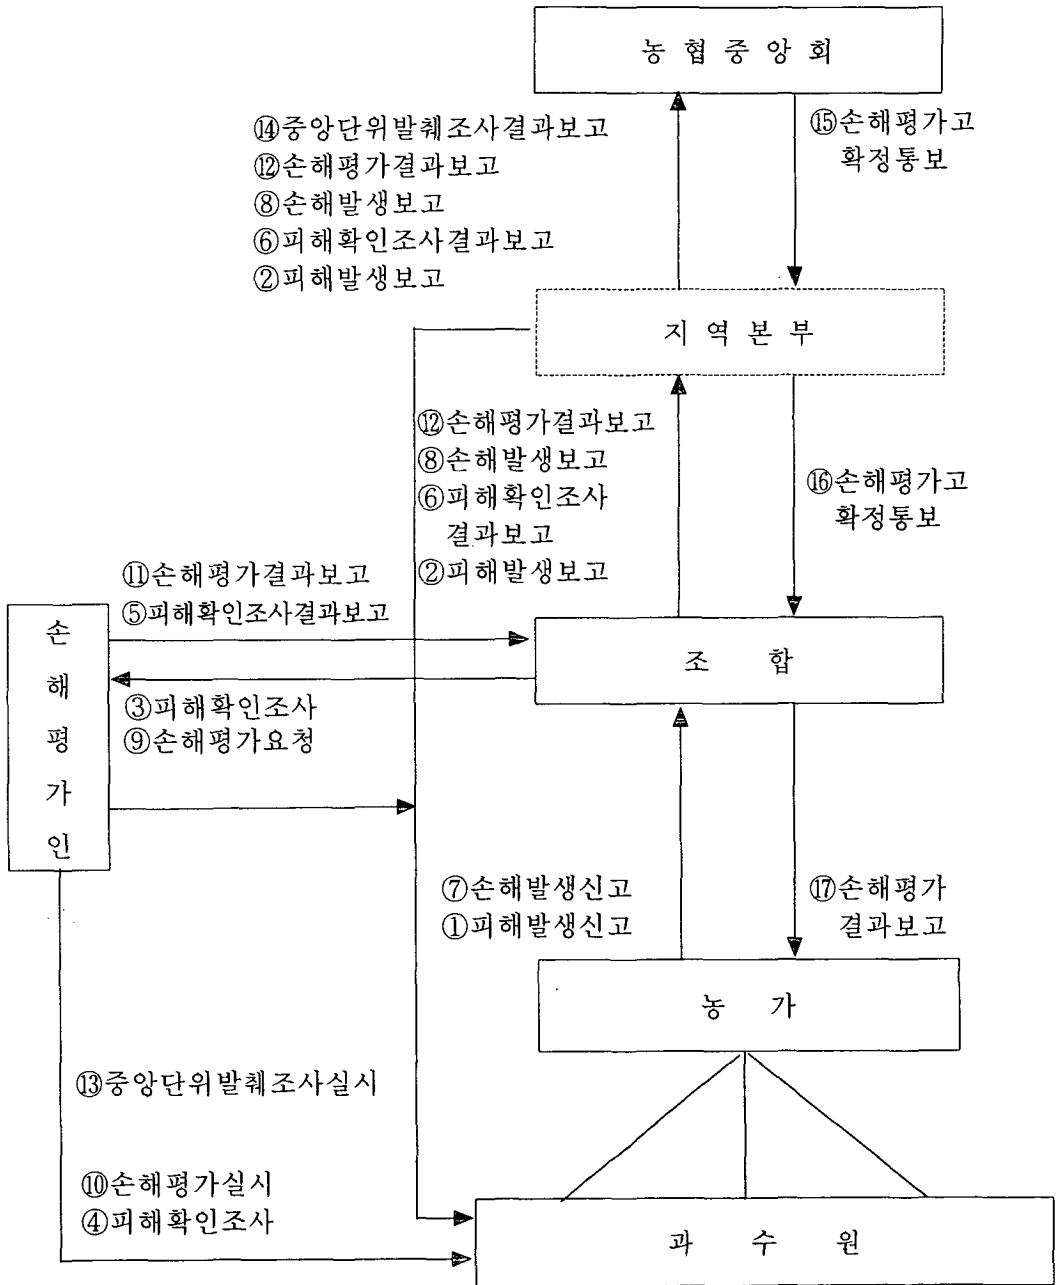 농 협 중 앙 회
⑭중앙단위발췌조사결과보고
⑫손해평가결과보고
⑧손해발생보고
⑥피해확인조사결과보고
②피해발생보고
⑮손해평가고
확정통보
지 역 본 부
⑫손해평가결과보고
⑧손해발생보고
⑥피해확인조사
결과보고
②피해발생보고
⑯손해평가고
확정통보
⑪손해평가결과보고
⑤피해확인조사결과보고
손
해
평
가
인
조 합
③피해확인조사
⑨손해평가요청
⑦손해발생신고
①피해발생신고
⑰손해평가
결과보고
농 가
⑬중앙단위발췌조사실시
⑩손해평가실시
④피해확인조사
과 수 원